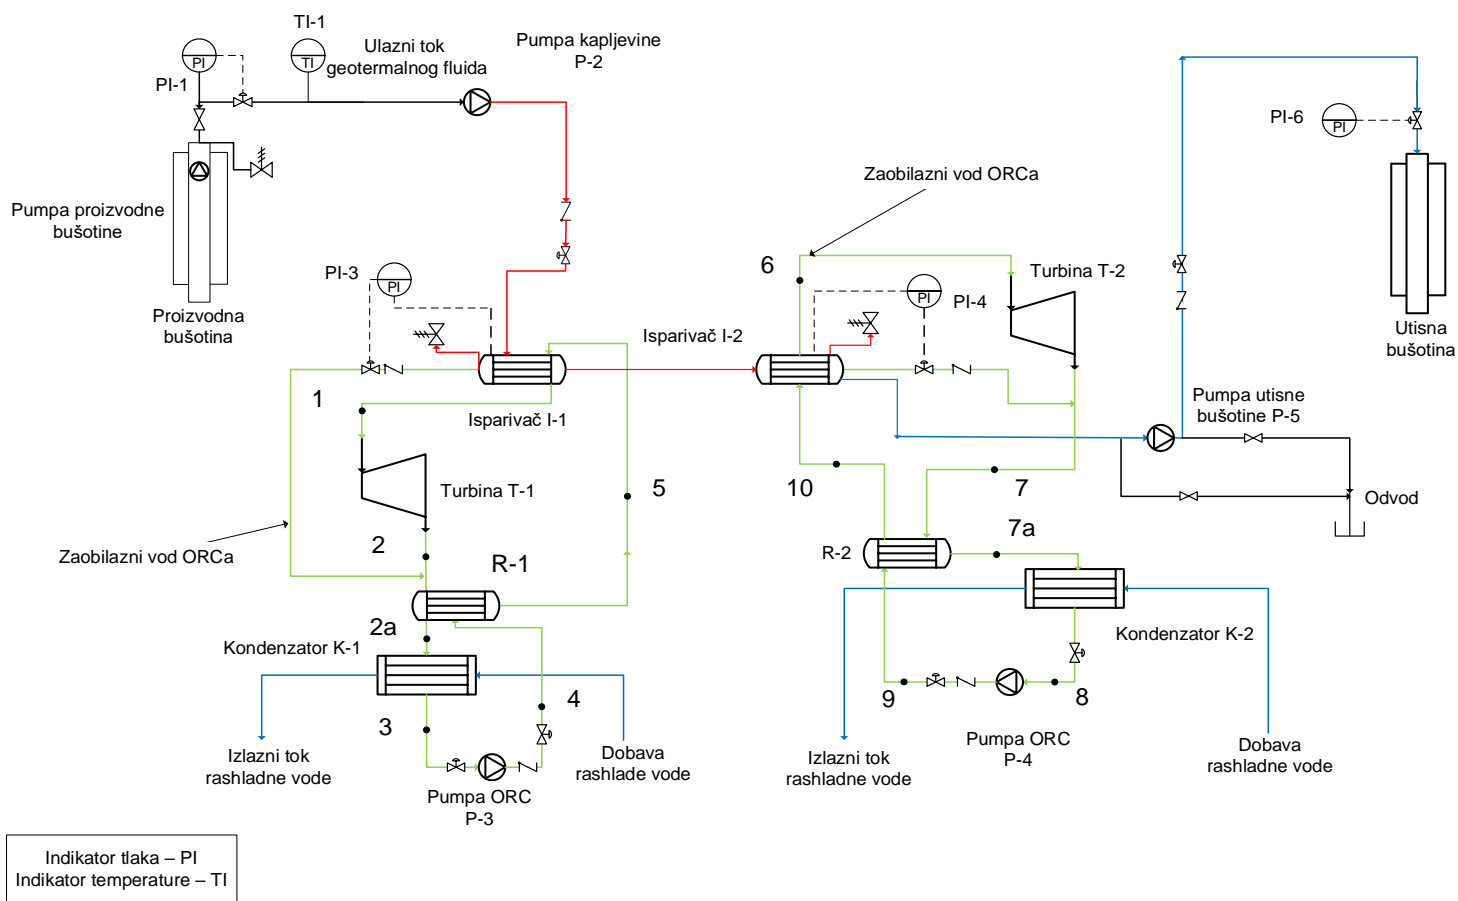 TI-1
PI
PI-1
TI
Ulazni tok
geotermalnog fluida
Pumpa kapljevine
P-2
Pumpa proizvodne
bušotine
Proizvodna
bušotina
PI-3
PI
1
Isparivač I-1
Turbina T-1
2
5
Zaobilazni vod ORCa
R-1
2a
Kondenzator K-1
3
4
Izlazni tok
rashladne vode
Pumpa ORC
P-3
Dobava
rashlade vode
Zaobilazni vod ORCa
6
Isparivač I-2
PI
PI-4
Turbina T-2
PI-6
PI
Utisna
bušotina
Pumpa utisne
bušotine P-5
Odvod
10
7
7a
R-2
Kondenzator K-2
9
8
Izlazni tok
rashladne vode
Pumpa ORC
P-4
Dobava
rashladne vode
Indikator tlaka – PI
Indikator temperature – TI